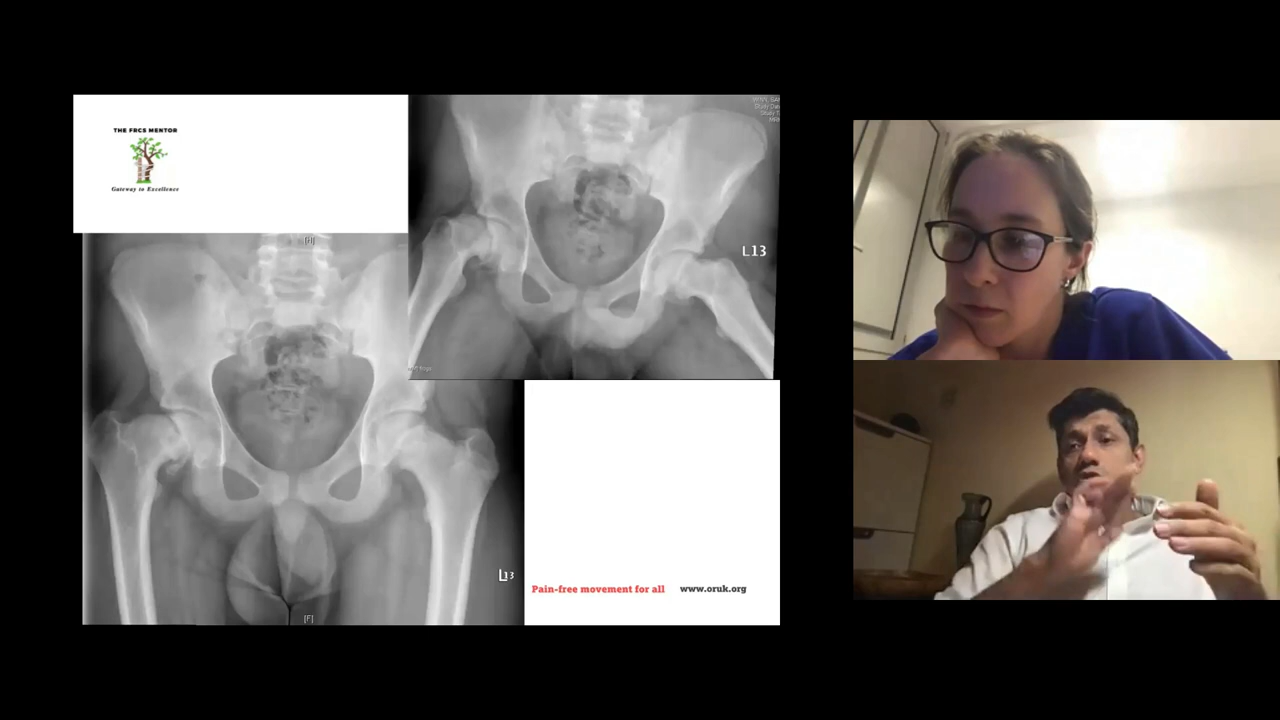 THE FRCS MENTOR
Gateway to Excellence
L13
[H]
L13
[F]
Pain-free movement for all www.oruk.org